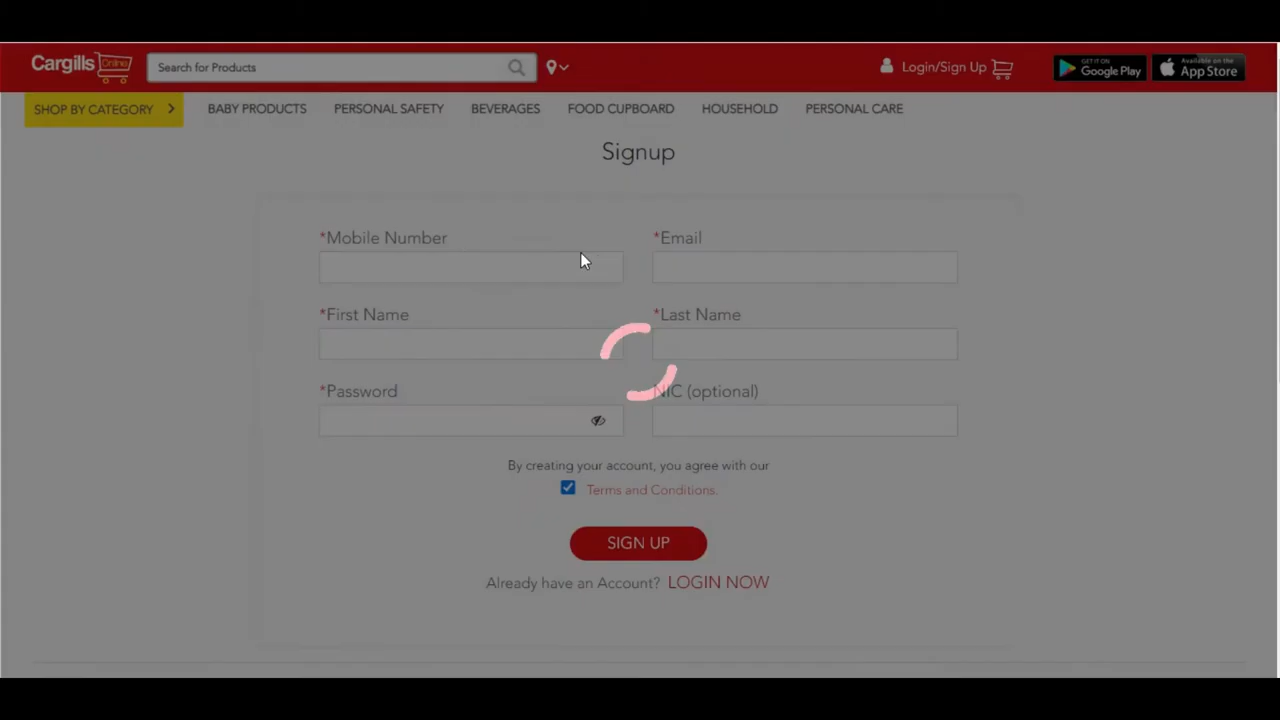 Cargills Online
Search for Products
Login/Sign Up
GET IT ON
Google Play
Available on the
App Store
SHOP BY CATEGORY
BABY PRODUCTS
PERSONAL SAFETY
BEVERAGES
FOOD CUPBOARD
HOUSEHOLD
PERSONAL CARE
Signup
*Mobile Number
*Email
*First Name
*Last Name
*Password
NIC (optional)
By creating your account, you agree with our
Terms and Conditions.
SIGN UP
Already have an Account? LOGIN NOW